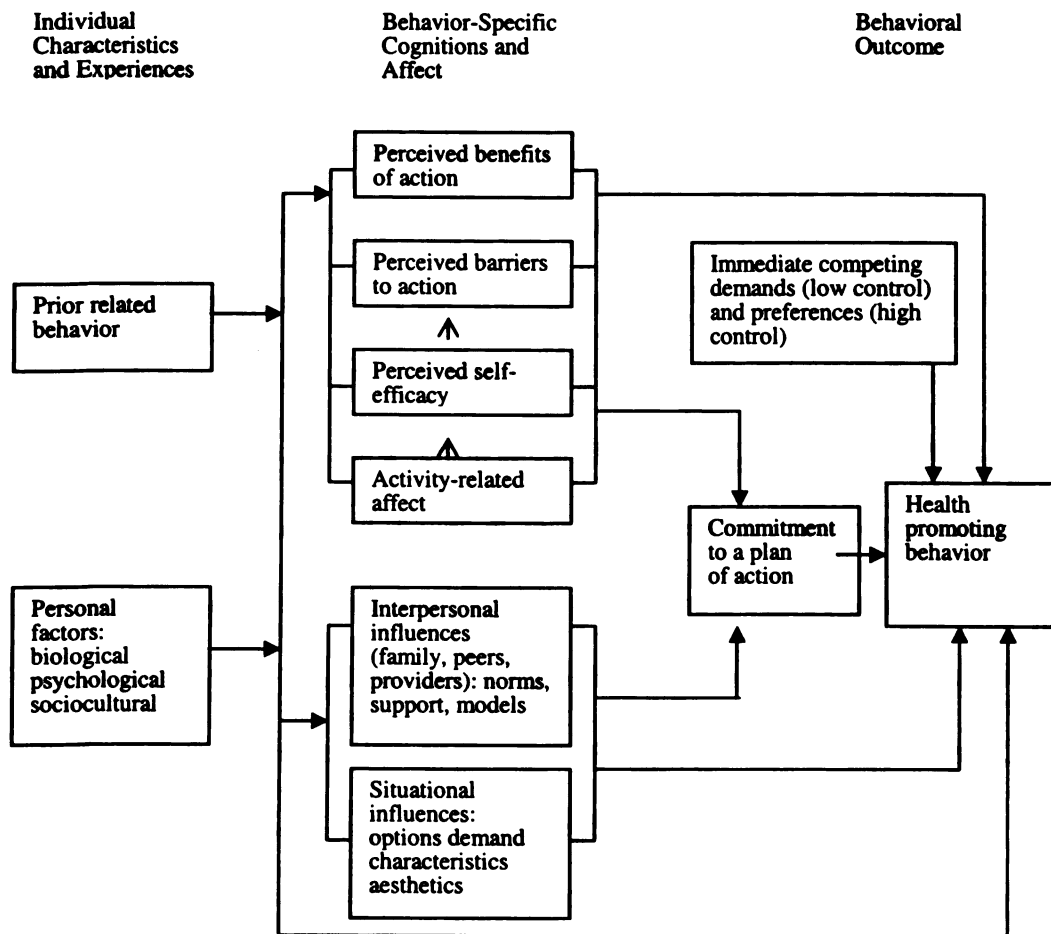 Individual
Characteristics
and Experiences
Behavior-Specific
Cognitions and
Affect
Behavioral
Outcome
Perceived benefits
of action
Perceived barriers
to action
Immediate competing
demands (low control)
and preferences (high
control)
Prior related
behavior
Perceived self-
efficacy
Activity-related
affect
Commitment
to a plan
of action
Health
promoting
behavior
Personal
factors:
biological
psychological
sociocultural
Interpersonal
influences
(family, peers,
providers): norms,
support, models
Situational
influences:
options demand
characteristics
aesthetics